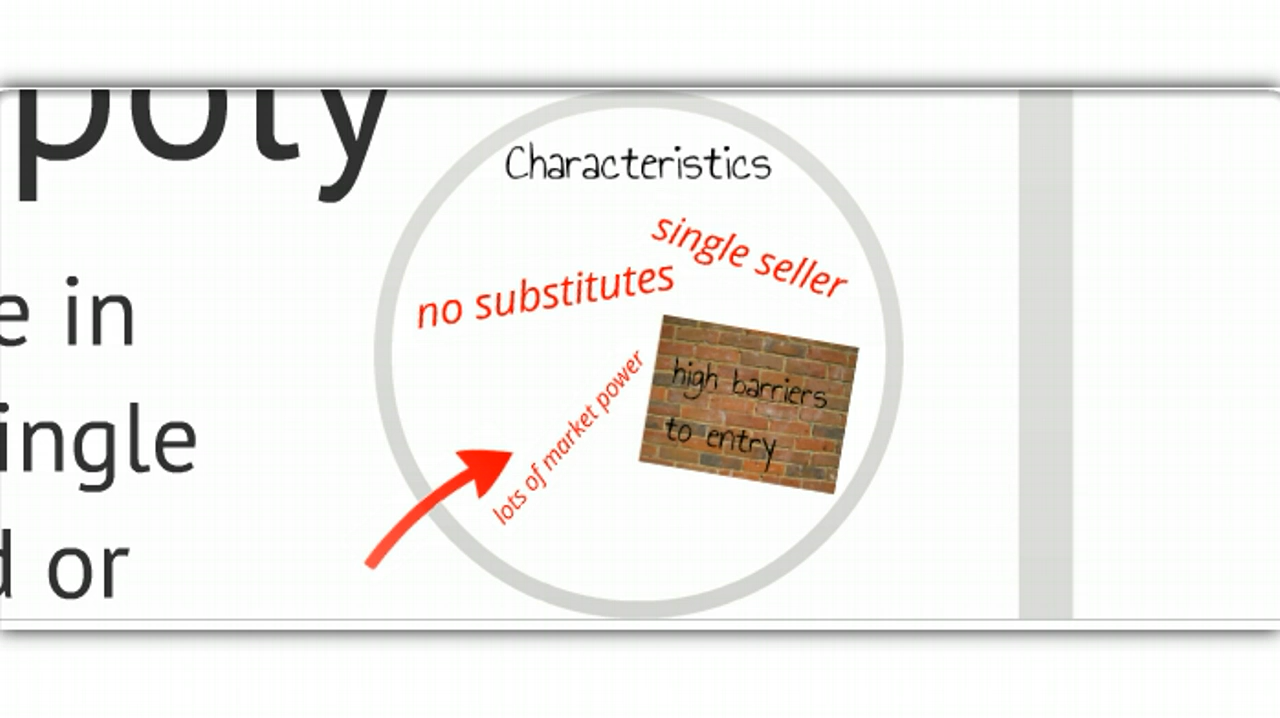 poly
e in
ingle
d or
Characteristics
single seller
no substitutes
lots of market power
high barriers
to entry